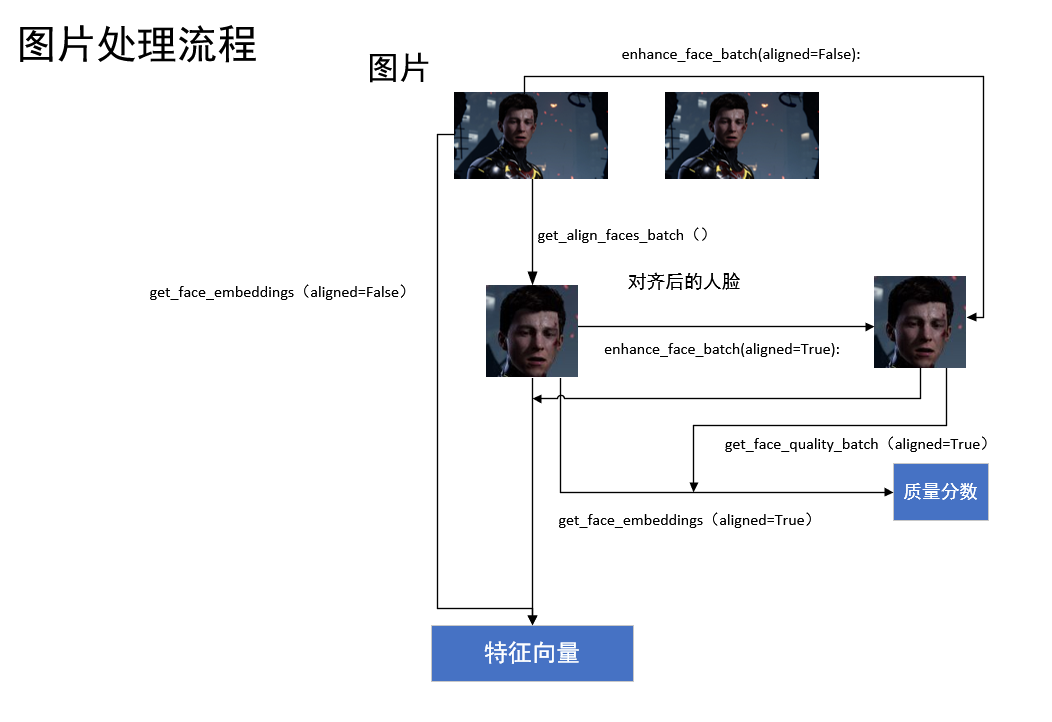 图片处理流程
图片
enhance_face_batch(aligned=False):
get_align_faces_batch（）
对齐后的人脸
get_face_embeddings（aligned=False）
enhance_face_batch(aligned=True):
get_face_quality_batch（aligned=True）
质量分数
get_face_embeddings（aligned=True）
特征向量